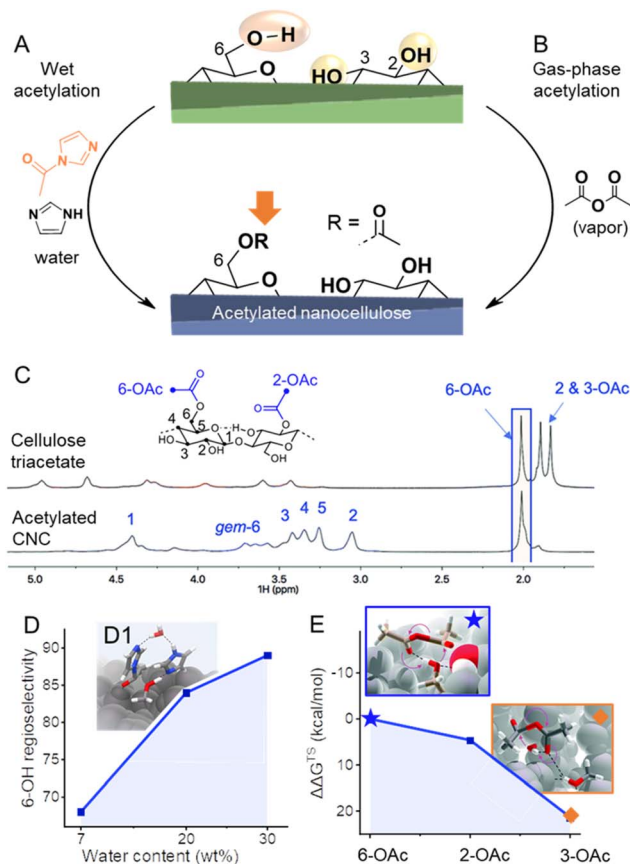 A
Wet
acetylation
6
O
H
O
3
2
OH
HO
B
Gas-phase
acetylation
O
N
N
N
NH
water
O
O
O
(vapor)
R =
O
OR
6
O
OH
HO
Acetylated nanocellulose
C
6-OAc
2-OAc
6-OAc
2 & 3-OAc
O
O
O
O
6
4
5
O
H
O
HO
3
2
OH
1
O
O
HO
Cellulose
triacetate
Acetylated
CNC
1
gem-6
3
4
5
2
5.0
4.5
4.0
3.5
3.0
2.5
2.0
1H (ppm)
D
D1
6-OH regioselectivity
90
85
80
75
70
7
20
30
Water content (wt%)
E
ΔΔG^TS (kcal/mol)
-10
0
10
20
6-OAc
2-OAc
3-OAc